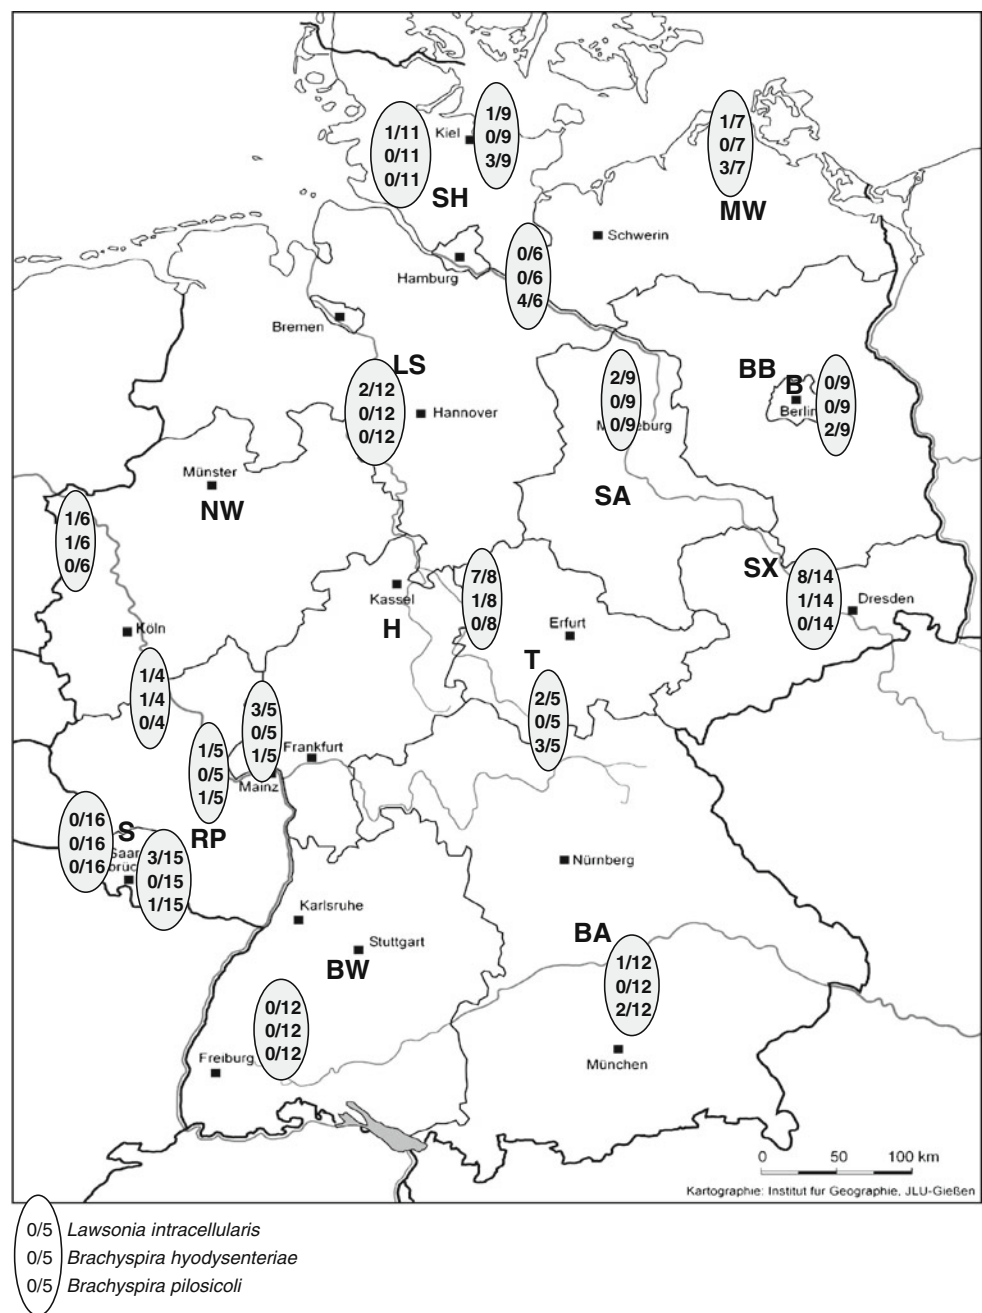 1/11
0/11
0/11
Kiel
1/9
0/9
3/9
SH
1/7
0/7
3/7
MW
Schwerin
Hamburg
0/6
0/6
4/6
Bremen
LS
2/12
0/12
0/12
Hannover
2/9
0/9
0/9
BB
B
Berlin
0/9
0/9
2/9
Münster
NW
SA
1/6
1/6
0/6
SX
Kassel
H
7/8
1/8
0/8
Erfurt
8/14
1/14
0/14
Dresden
Köln
T
1/4
1/4
0/4
2/5
0/5
3/5
3/5
0/5
1/5
Frankfurt
Mainz
1/5
0/5
1/5
RP
0/16
0/16
0/16
S
Saar
brüc
3/15
0/15
1/15
Nürnberg
Karlsruhe
Stuttgart
BW
BA
1/12
0/12
2/12
0/12
0/12
0/12
Freiburg
München
0 50 100 km
Kartographie: Institut für Geographie, JLU-Gießen
0/5 Lawsonia intracellularis
0/5 Brachyspira hyodysenteriae
0/5 Brachyspira pilosicoli